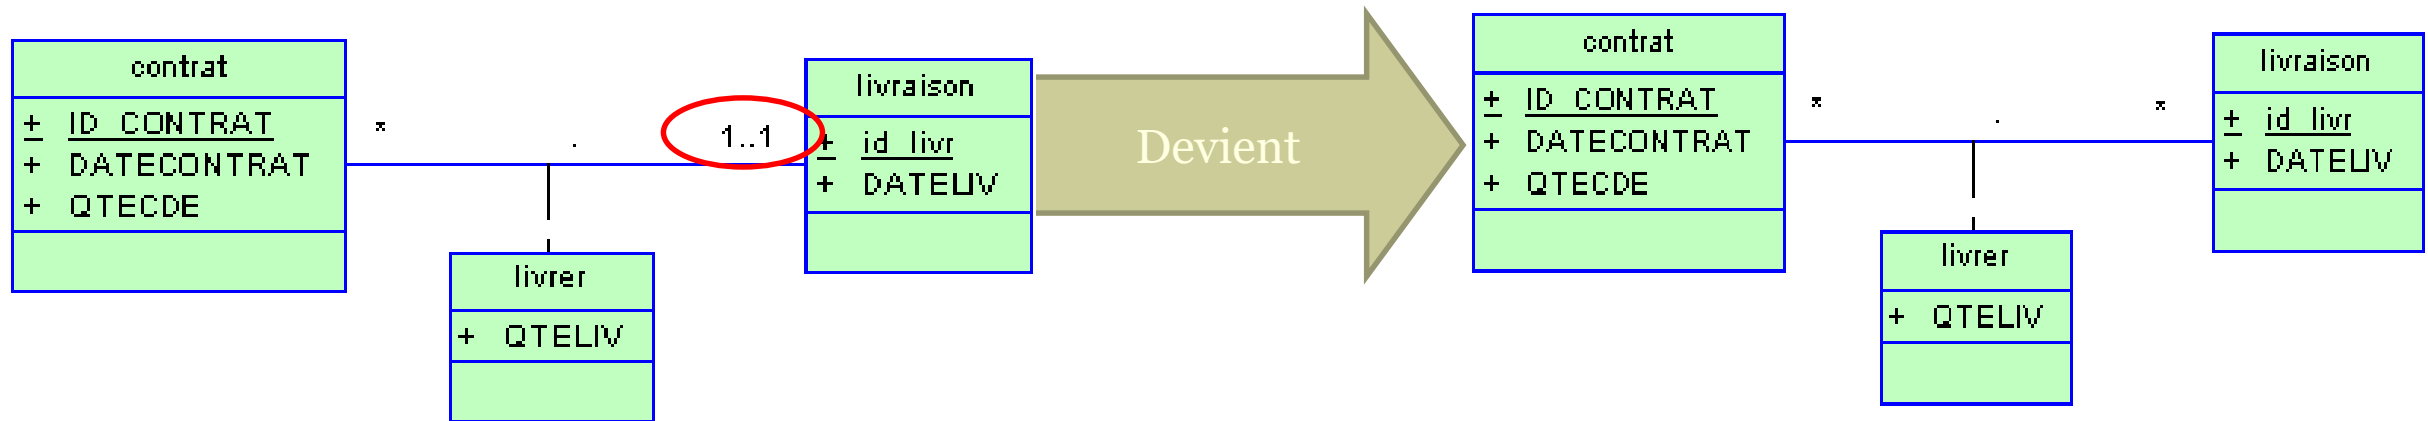 contrat
+ ID_CONTRAT
+ DATECONTRAT
+ QTECDE
*
.
1..1
livraison
+ id_livr
+ DATELIV
livrer
+ QTELIV
Devient
contrat
+ ID_CONTRAT
+ DATECONTRAT
+ QTECDE
*
.
*
livraison
+ id_livr
+ DATELIV
livrer
+ QTELIV